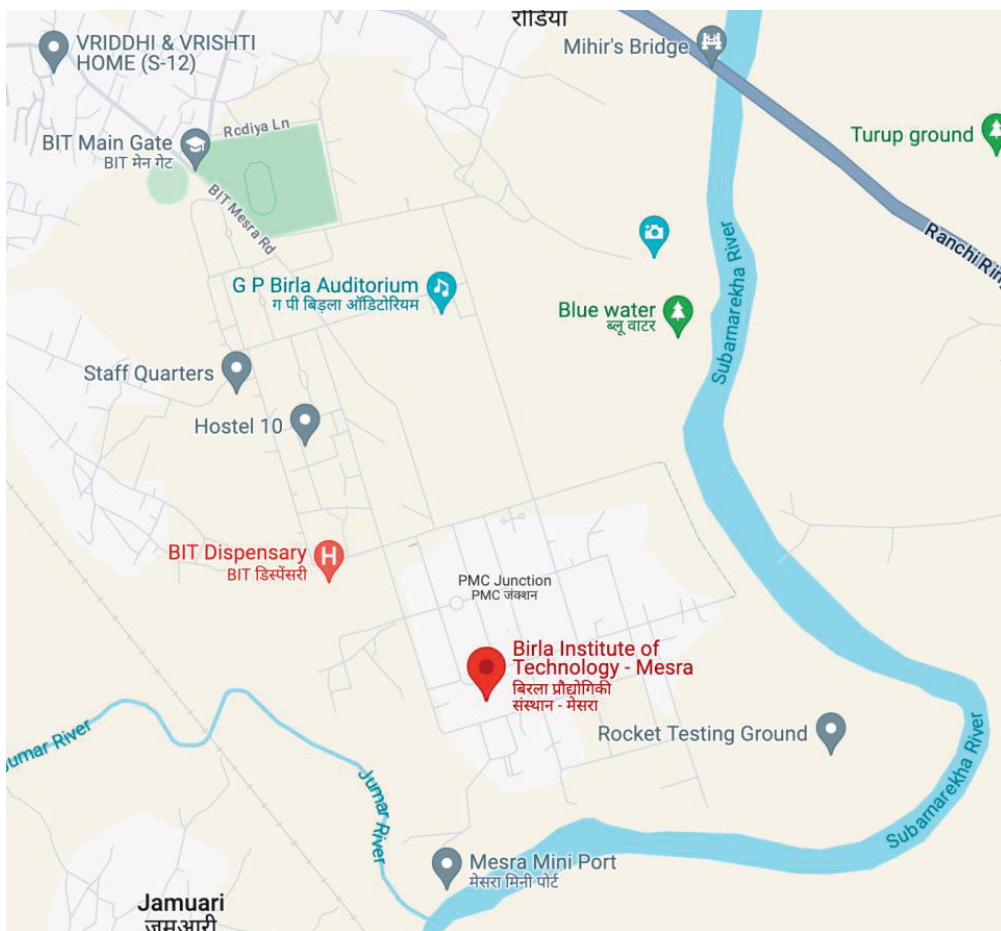 रोडिया
VRIDDHI & VRISHTI
HOME (S-12)
Mihir's Bridge
Rodiya Ln
BIT Main Gate
BIT मेन गेट
Turup ground
BIT Mesra Rd
Ranchi Ring
Subarnarekha River
G P Birla Auditorium
ग पी बिड़ला ऑडिटोरियम
Blue water
ब्लू वाटर
Staff Quarters
Hostel 10
BIT Dispensary
BIT डिस्पेंसरी
H
PMC Junction
PMC जंक्शन
Birla Institute of
Technology - Mesra
बिरला प्रौद्योगिकी
संस्थान - मेसरा
Rocket Testing Ground
Jumar River
Jumar River
Subarnarekha River
Mesra Mini Port
मेसरा मिनी पोर्ट
Jamuari
जमुआरी